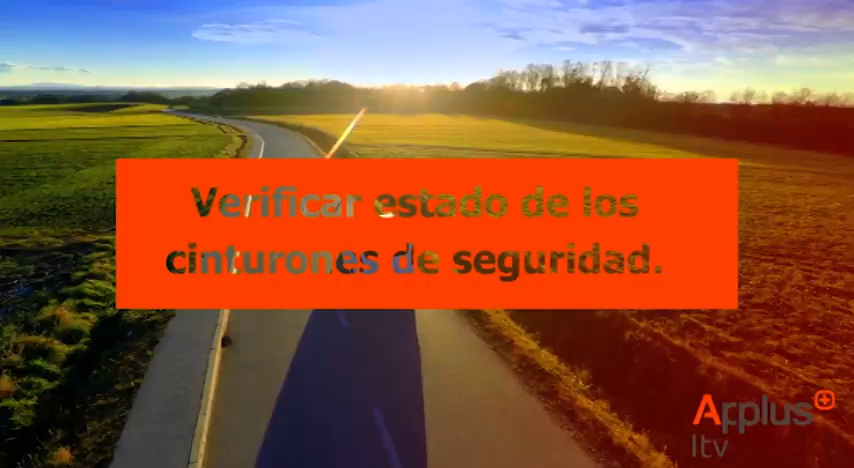 Verificar estado de los
cinturones de seguridad.
Applus
Itv